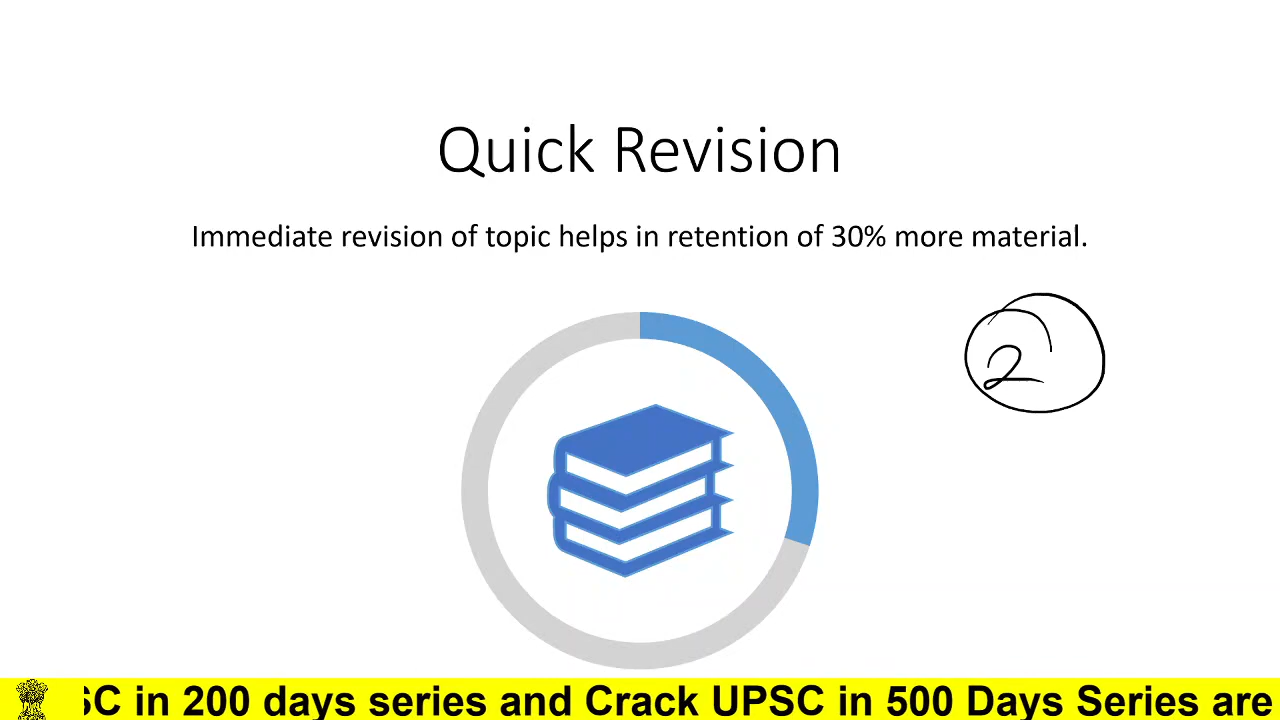 Quick Revision
Immediate revision of topic helps in retention of 30% more material.
2
SC in 200 days series and Crack UPSC in 500 Days Series are